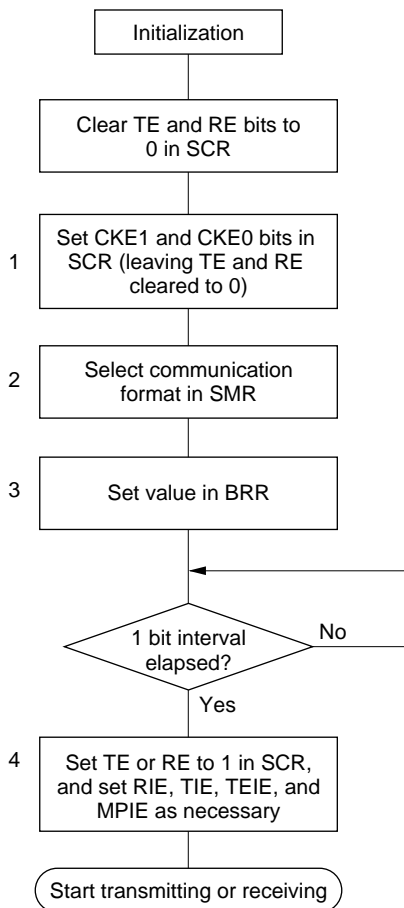 Initialization
Clear TE and RE bits to
0 in SCR
1
Set CKE1 and CKE0 bits in
SCR (leaving TE and RE
cleared to 0)
2
Select communication
format in SMR
3
Set value in BRR
1 bit interval
elapsed?
No
Yes
4
Set TE or RE to 1 in SCR,
and set RIE, TIE, TEIE, and
MPIE as necessary
Start transmitting or receiving